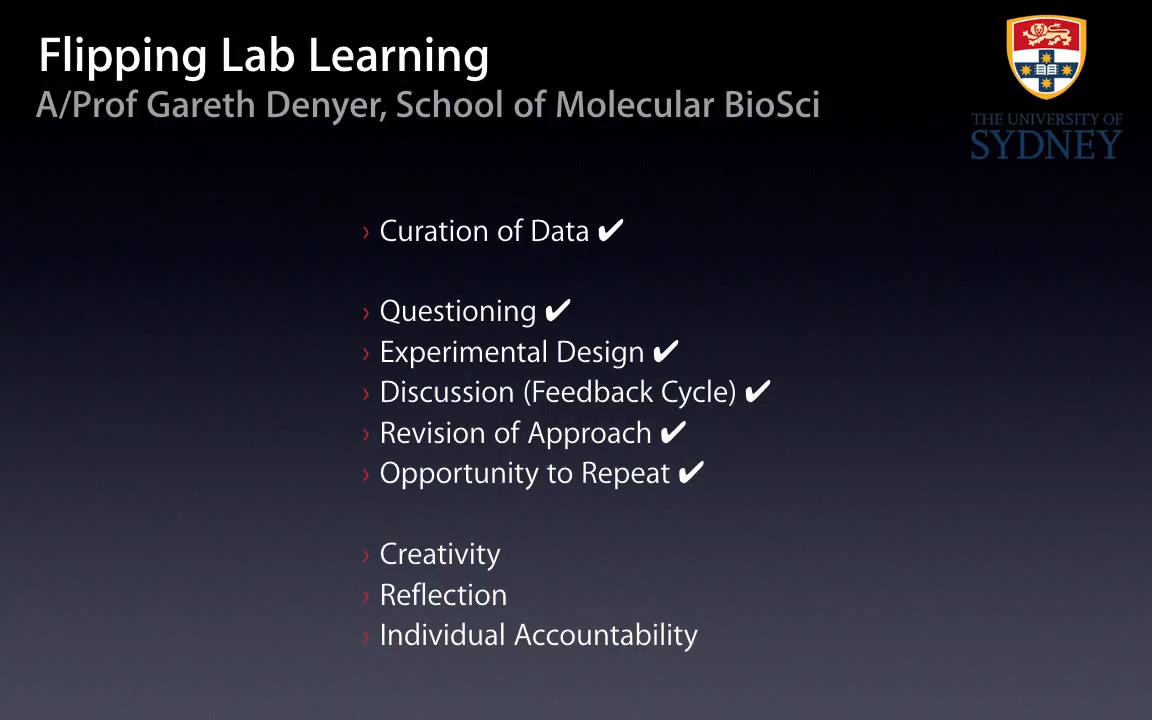 Flipping Lab Learning
A/Prof Gareth Denyer, School of Molecular BioSci
THE UNIVERSITY OF
SYDNEY
› Curation of Data ✔
› Questioning ✔
› Experimental Design ✔
› Discussion (Feedback Cycle) ✔
› Revision of Approach ✔
› Opportunity to Repeat ✔
› Creativity
› Reflection
› Individual Accountability